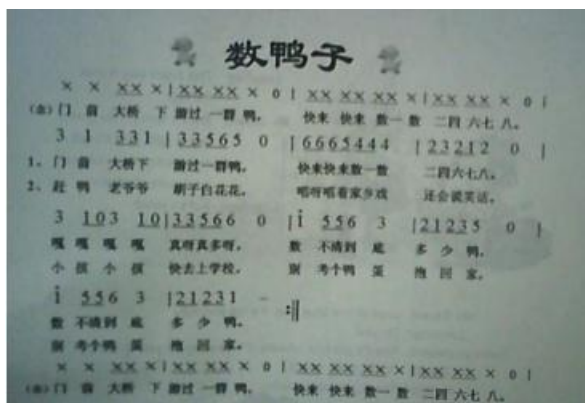 数鸭子
× × ×× ×|×× ×× × 0 | ×× ×× ×× ×|×× ×× × 0 |
(念)门 前 大桥 下 游过 一群 鸭, 快来 快来 数一 数 二四 六七 八。
3 1 331 |33565 0 |6665444 |23212 0 |
1、门 前 大桥下 游过一群鸭, 快来快来数一数 二四六七八。
2、赶 鸭 老爷爷 胡子白花花, 唱呀唱着家乡戏 还会说笑话。
3 103 10|33566 0 |i 556 3 |21235 0 |
嘎 嘎 嘎 嘎 真呀真多呀, 数 不清到 底 多 少 鸭,
小 孩 小 孩 快去上学校, 别 考个鸭 蛋 抱 回 家,
i 556 3 |21231 - :||
数 不清到 底 多 少 鸭。
别 考个鸭 蛋 抱 回 家。
× × ×× ×|×× ×× × 0 | ×× ×× ×× ×|×× ×× × 0 |
(念)门 前 大桥 下 游过 一群 鸭, 快来 快来 数一 数 二四 六七 八。